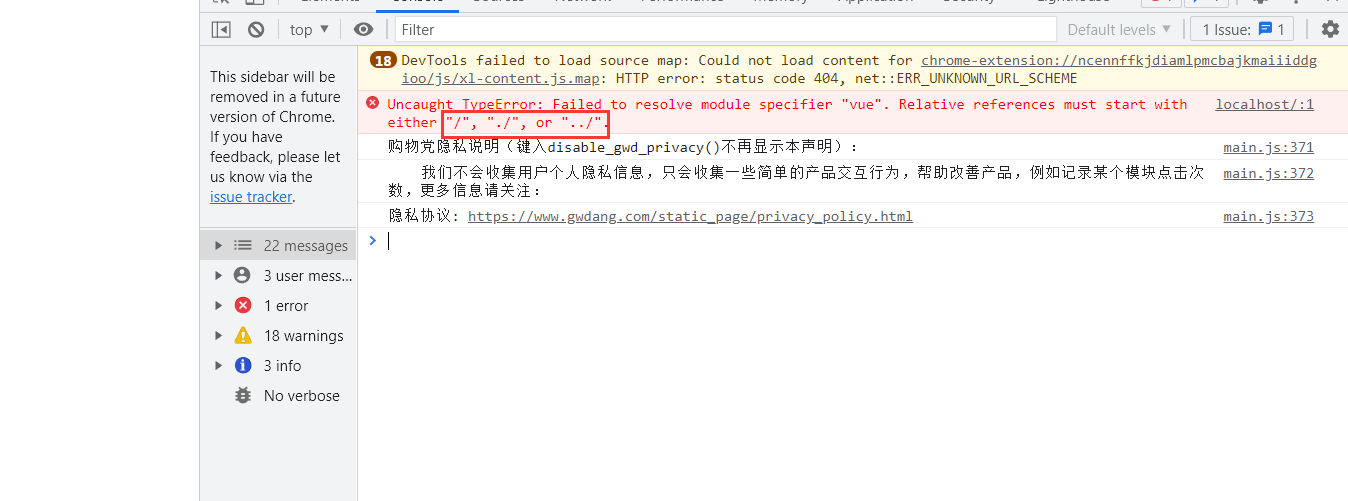 top
Filter
Default levels
1 Issue: 1
This sidebar will be
removed in a future
version of Chrome.
If you have
feedback, please let
us know via the
issue tracker.
22 messages
3 user mess...
1 error
18 warnings
3 info
No verbose
18 DevTools failed to load source map: Could not load content for chrome-extension://ncennffkjdiamlpmcbajkmaiiiddg
ioo/js/xl-content.js.map: HTTP error: status code 404, net::ERR_UNKNOWN_URL_SCHEME
Uncaught TypeError: Failed to resolve module specifier "vue". Relative references must start with localhost/:1
either "/", "./", or "../".
购物党隐私说明（键入disable_gwd_privacy()不再显示本声明）： main.js:371
我们不会收集用户个人隐私信息，只会收集一些简单的产品交互行为，帮助改善产品，例如记录某个模块点击次 main.js:372
数，更多信息请关注：
隐私协议: https://www.gwdang.com/static_page/privacy_policy.html main.js:373